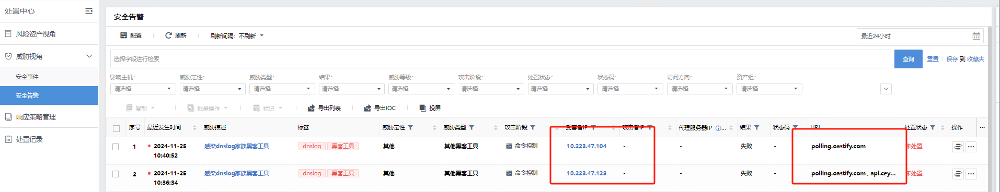 处置中心
风险资产视角
威胁视角
安全事件
安全告警
响应策略管理
处置记录
安全告警
配置 刷新 刷新间隔：不刷新
最近24小时
选择字段进行检索
查询 重置 保存 到 收藏夹
影响主机： 威胁定性： 威胁类型： 结果： 威胁等级： 攻击阶段： 处置状态： 状态码： 访问方向： 资产组：
请选择 请选择 请选择 请选择 请选择 请选择 请选择 请选择 请选择 请选择
复制 批量操作 标记 导出列表 导出IOC 投屏
序号 最近发生时间 威胁描述 标签 威胁定性 威胁类型 攻击阶段 受害者IP 攻击者IP 代理服务器IP ... 结果 状态码 URL 处置状态 操作 ...
1 2024-11-25 感染dnslog家族黑客工具 dnslog 黑客工具 其他 其他黑客工具 命令控制 10.223.47.104 - - 失败 - polling.oastify.com 未处置
10:40:52
2 2024-11-25 感染dnslog家族黑客工具 dnslog 黑客工具 其他 其他黑客工具 命令控制 10.223.47.123 - - 失败 - polling.oastify.com , api.cey... 未处置
10:36:34